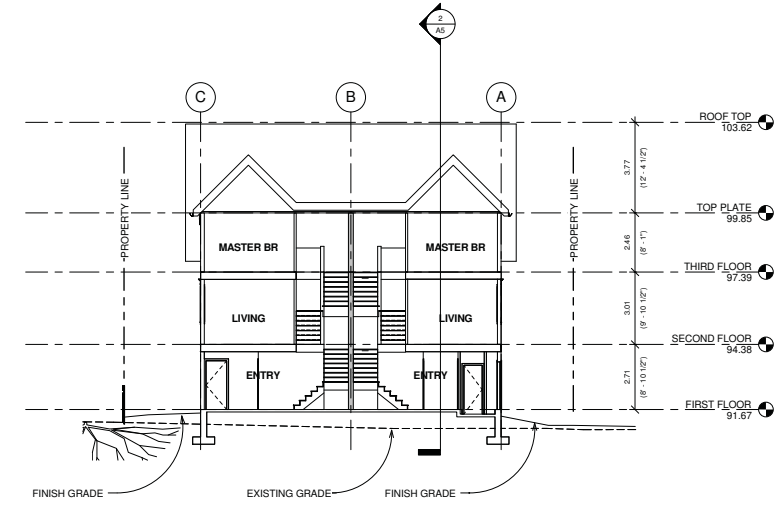 2
A5
C
B
A
ROOF TOP
103.62
3.77
(12' - 4 1/2")
PROPERTY LINE
PROPERTY LINE
TOP PLATE
99.85
MASTER BR
MASTER BR
2.46
(8' - 1")
THIRD FLOOR
97.39
LIVING
LIVING
3.01
(9' - 10 1/2")
SECOND FLOOR
94.38
ENTRY
ENTRY
2.71
(8' - 10 1/2")
FIRST FLOOR
91.67
FINISH GRADE
EXISTING GRADE
FINISH GRADE